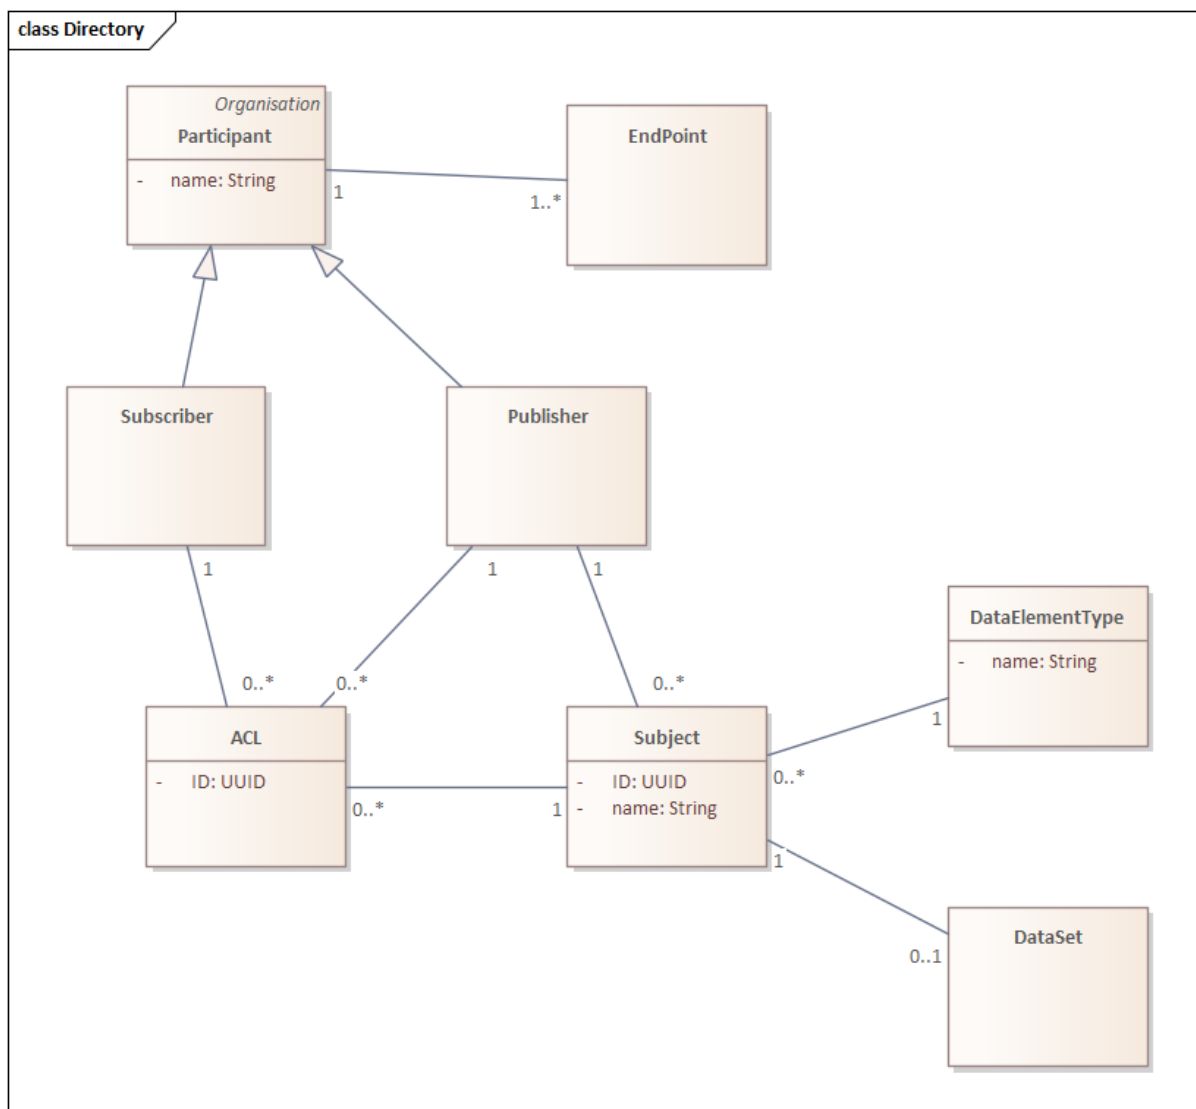 class Directory
Organisation
Participant
- name: String
1
1..*
EndPoint
Subscriber
Publisher
1
1
1
0..*
0..*
0..*
DataElementType
- name: String
ACL
- ID: UUID
0..*
1
Subject
- ID: UUID
- name: String
1
0..*
1
0..1
DataSet